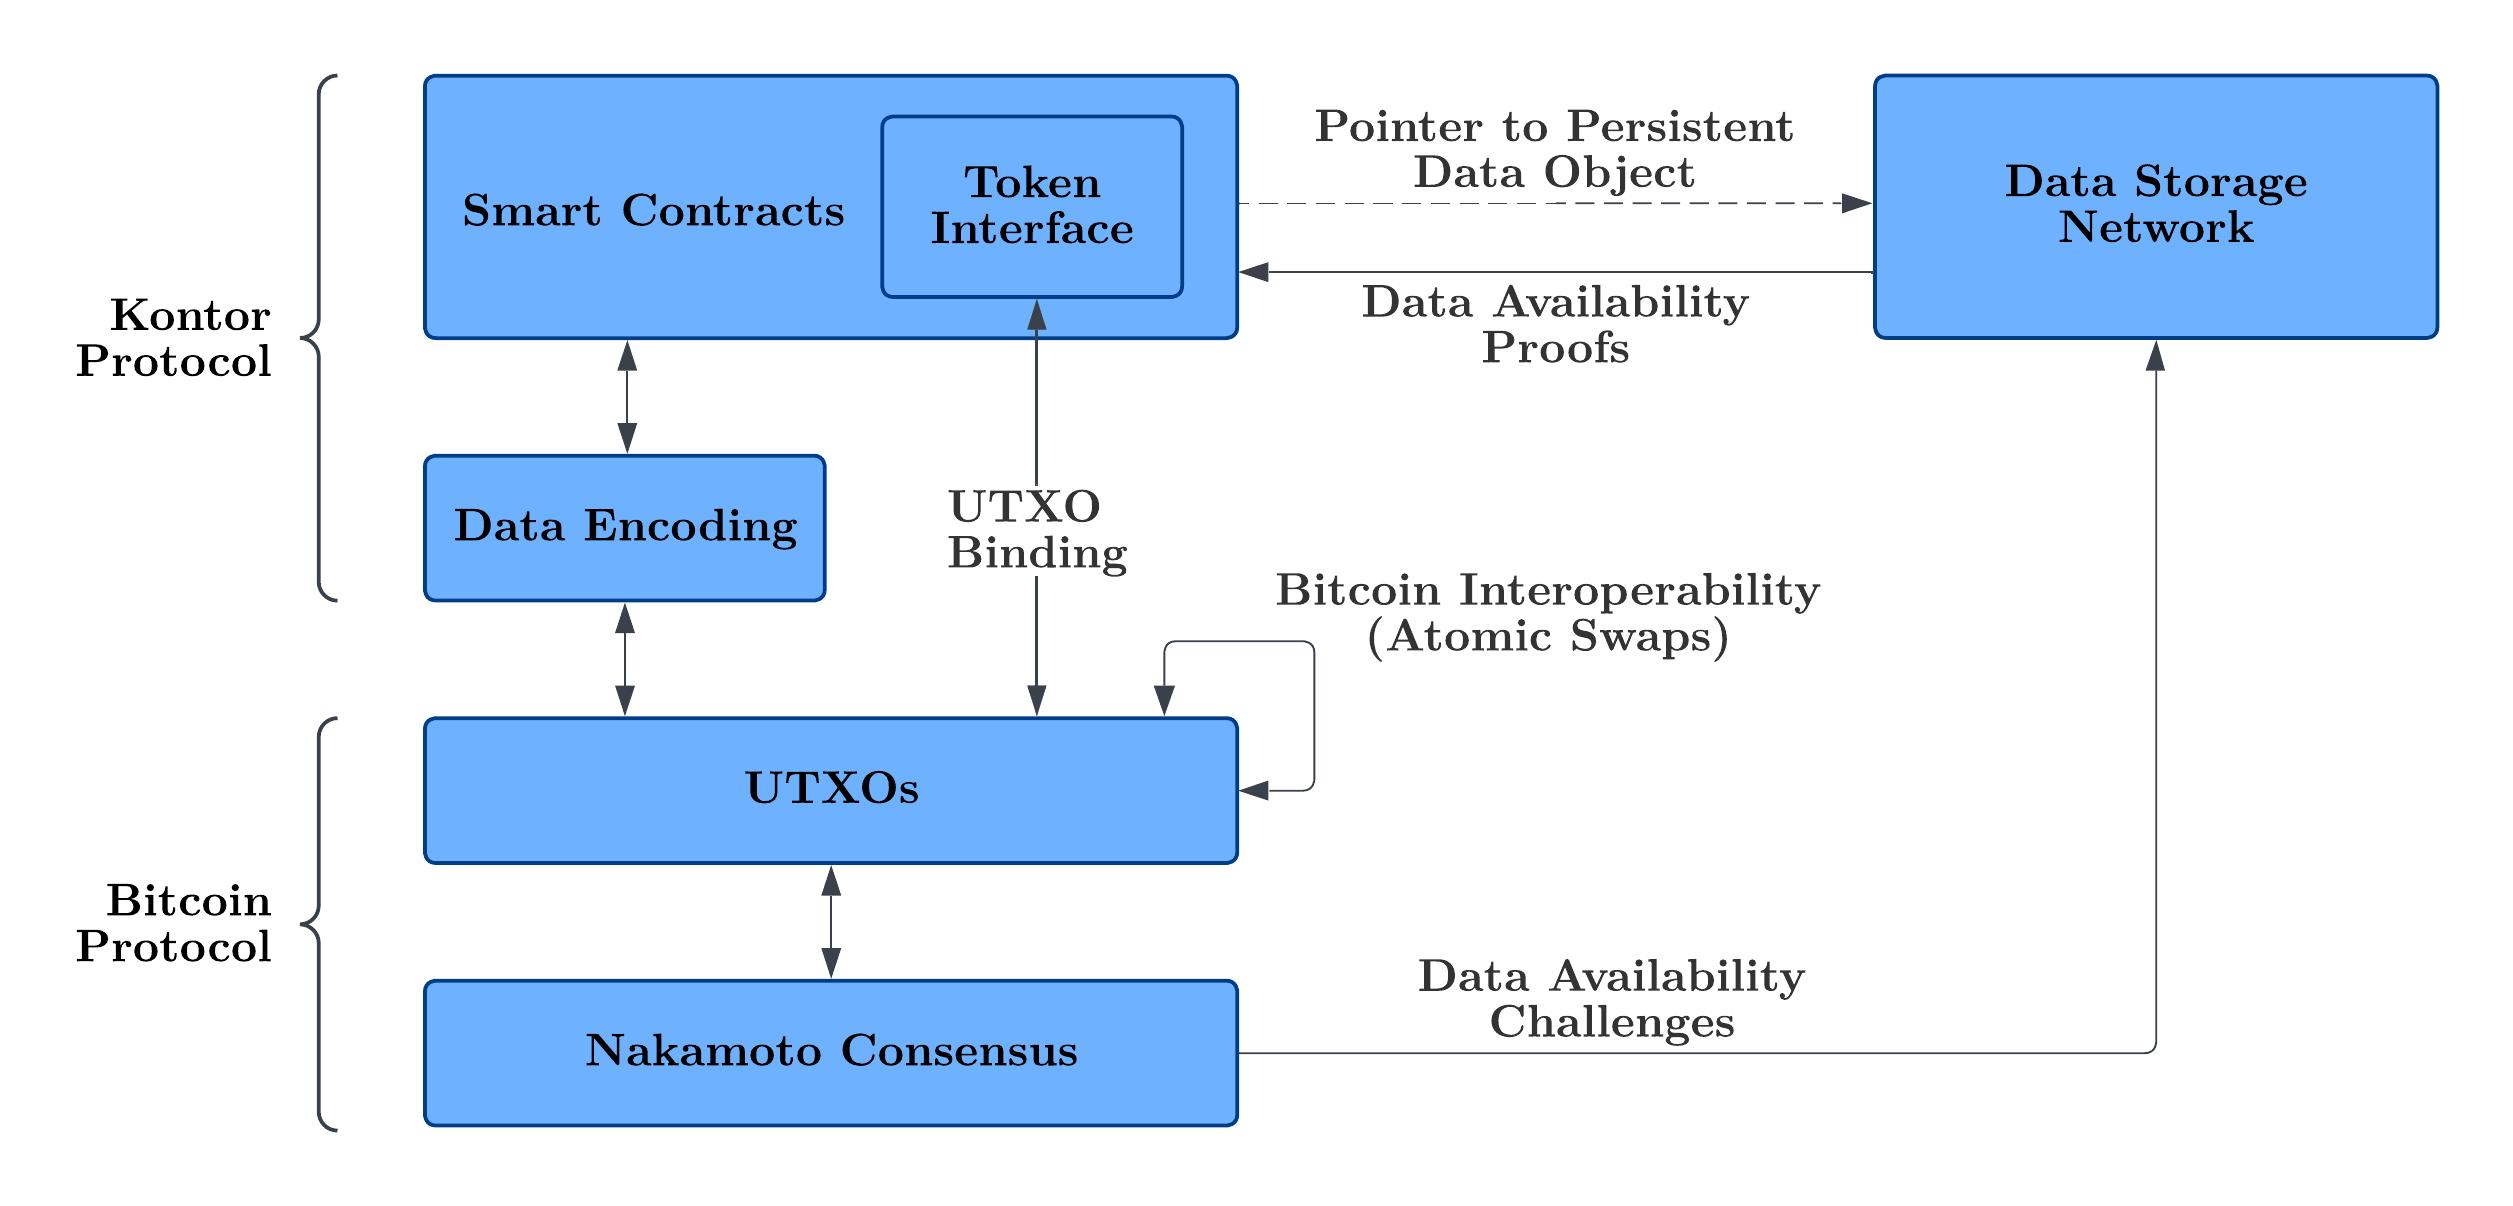 Kontor
Protocol
Smart Contracts
Token
Interface
Pointer to Persistent
Data Object
Data Availability
Proofs
Data Storage
Network
Data Encoding
UTXO
Binding
Bitcoin Interoperability
(Atomic Swaps)
Bitcoin
Protocol
UTXOs
Nakamoto Consensus
Data Availability
Challenges